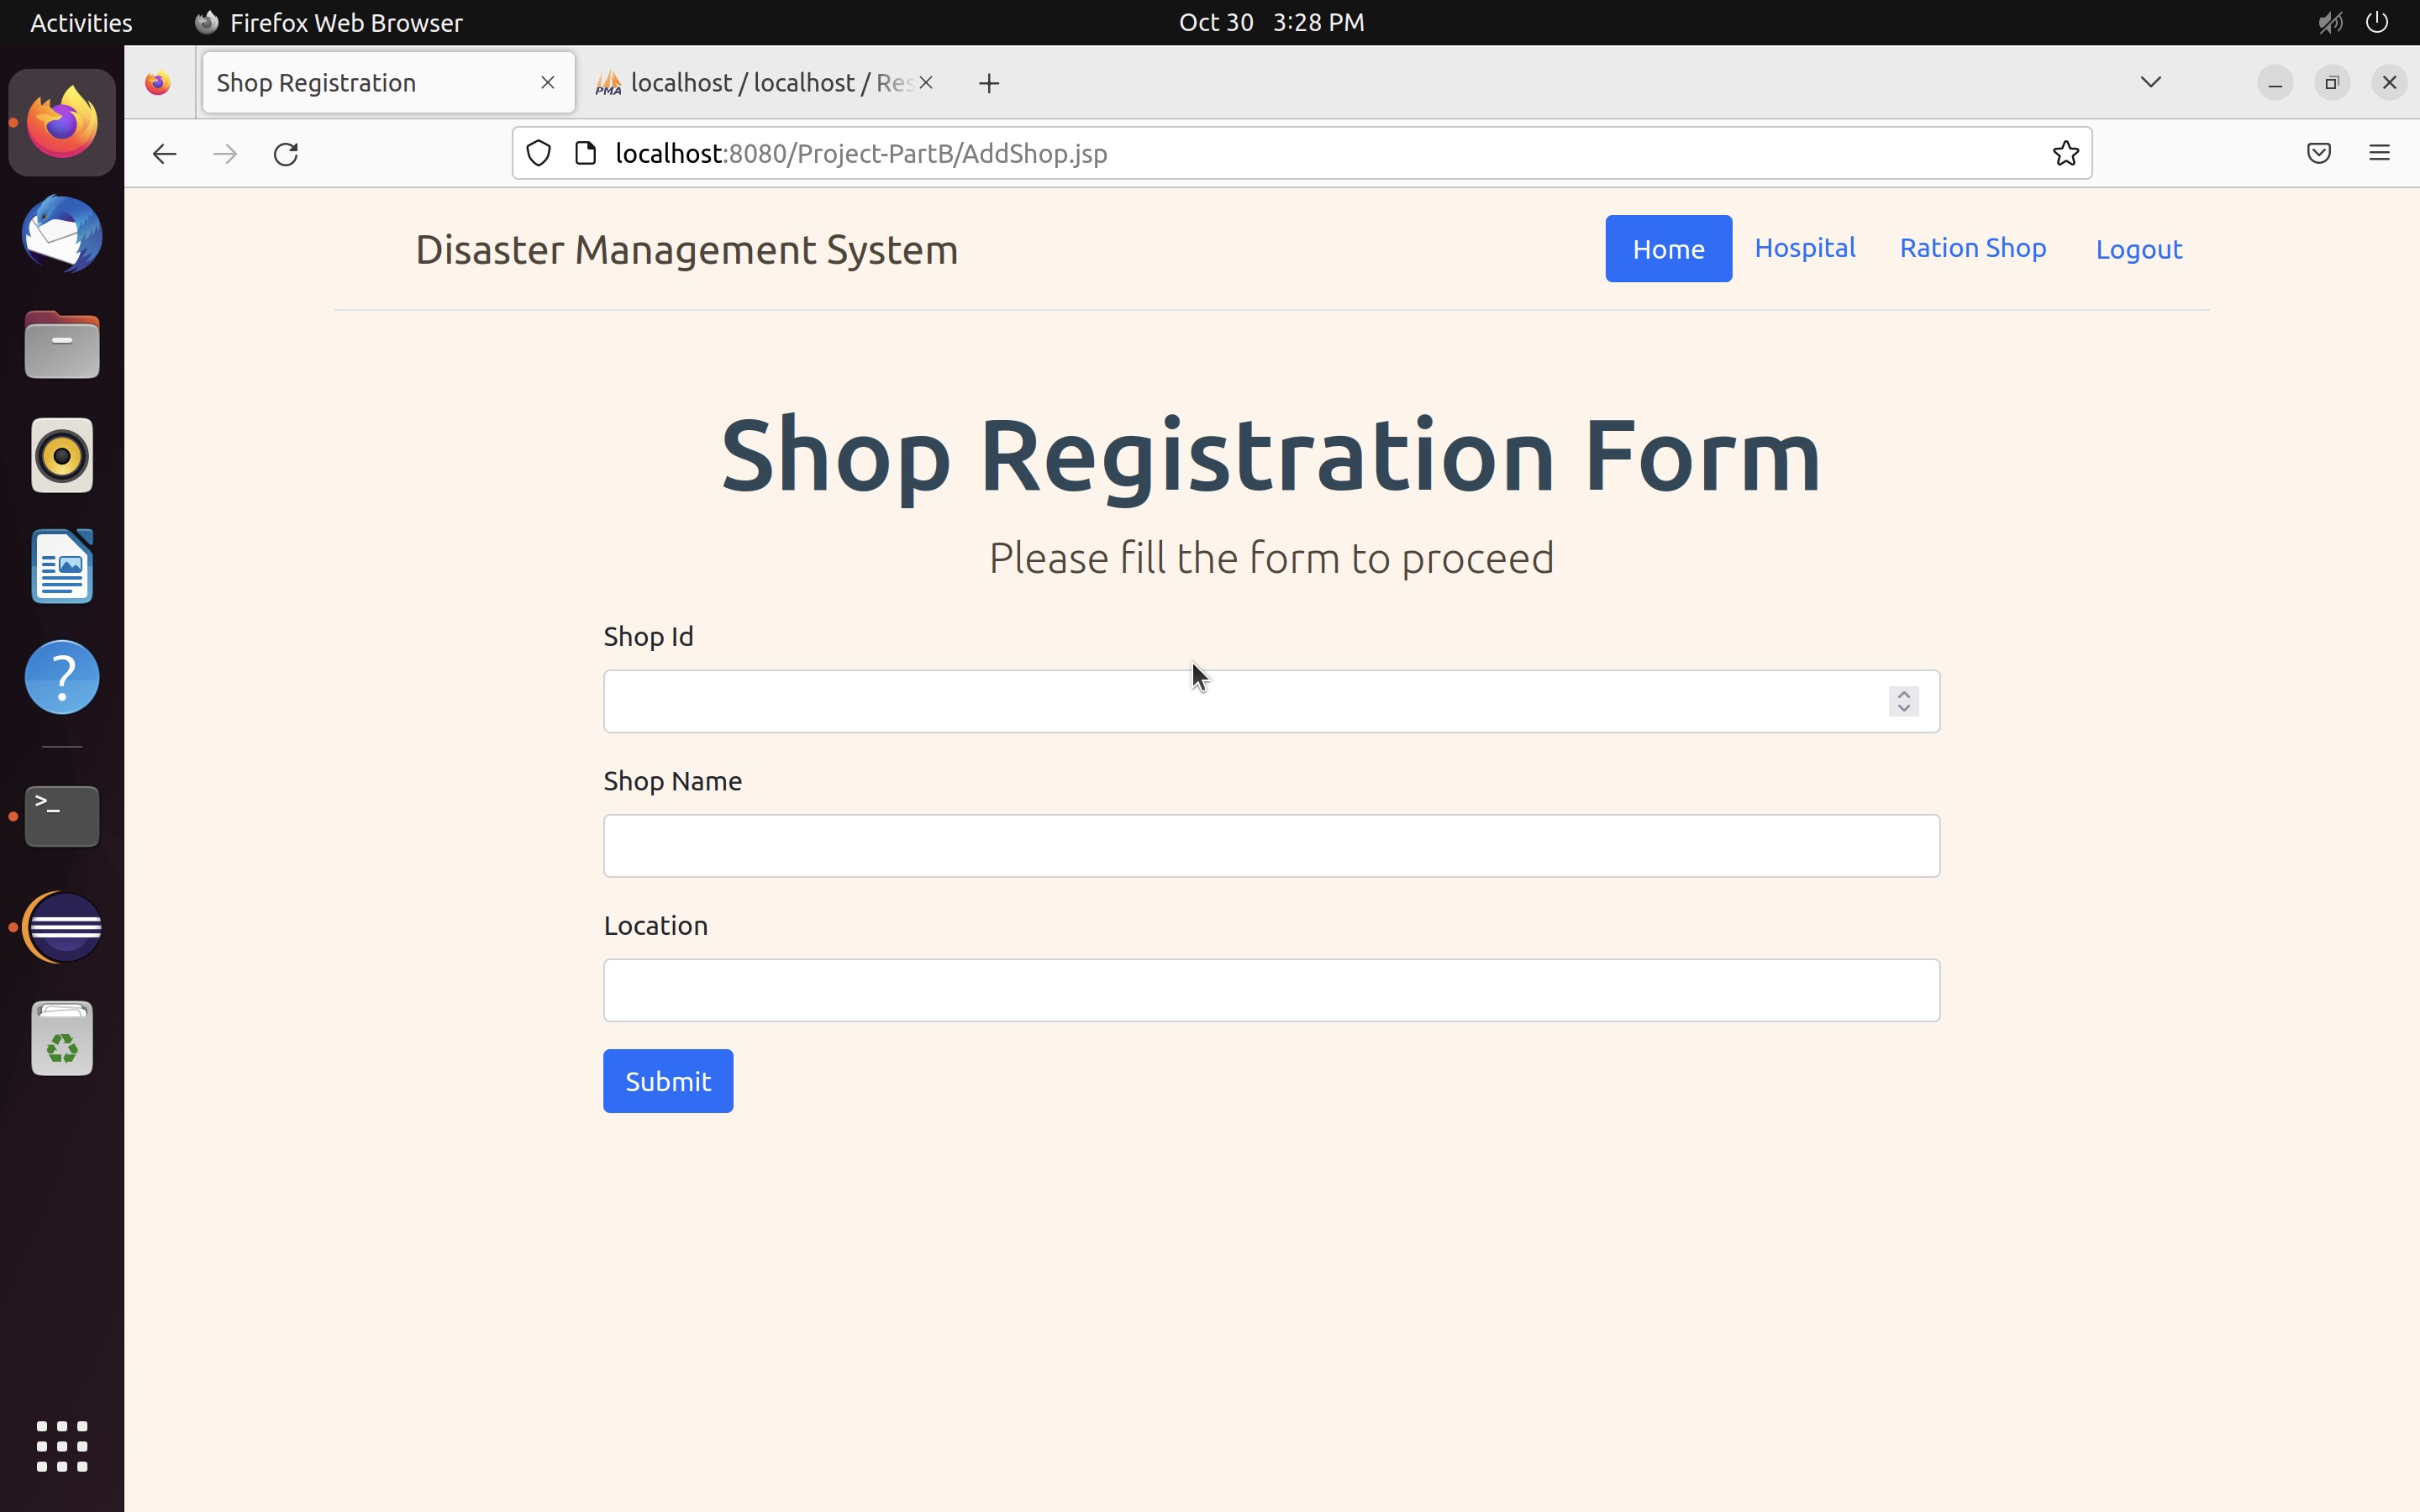 Activities Firefox Web Browser Oct 30 3:28 PM
Shop Registration PMA localhost / localhost / Res
localhost:8080/Project-PartB/AddShop.jsp
Disaster Management System Home Hospital Ration Shop Logout
Shop Registration Form
Please fill the form to proceed
Shop Id
Shop Name
Location
Submit